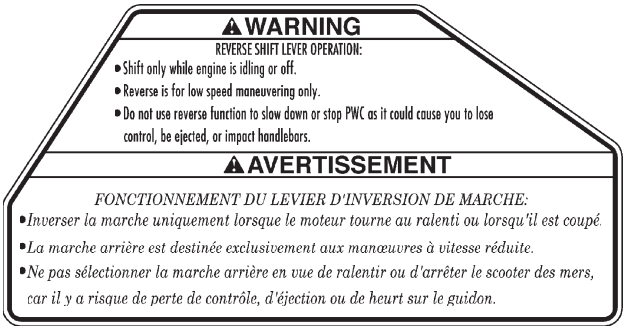 ⚠WARNING
REVERSE SHIFT LEVER OPERATION:
•Shift only while engine is idling or off.
•Reverse is for low speed maneuvering only.
•Do not use reverse function to slow down or stop PWC as it could cause you to lose
control, be ejected, or impact handlebars.
⚠AVERTISSEMENT
FONCTIONNEMENT DU LEVIER D'INVERSION DE MARCHE:
•Inverser la marche uniquement lorsque le moteur tourne au ralenti ou lorsqu'il est coupé.
•La marche arrière est destinée exclusivement aux manœuvres à vitesse réduite.
•Ne pas sélectionner la marche arrière en vue de ralentir ou d'arrêter le scooter des mers,
car il y a risque de perte de contrôle, d'éjection ou de heurt sur le guidon.